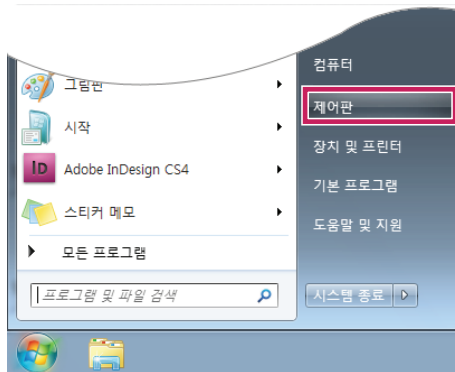 그림판
시작
ID
Adobe InDesign CS4
스티커 메모
모든 프로그램
프로그램 및 파일 검색
컴퓨터
제어판
장치 및 프린터
기본 프로그램
도움말 및 지원
시스템 종료